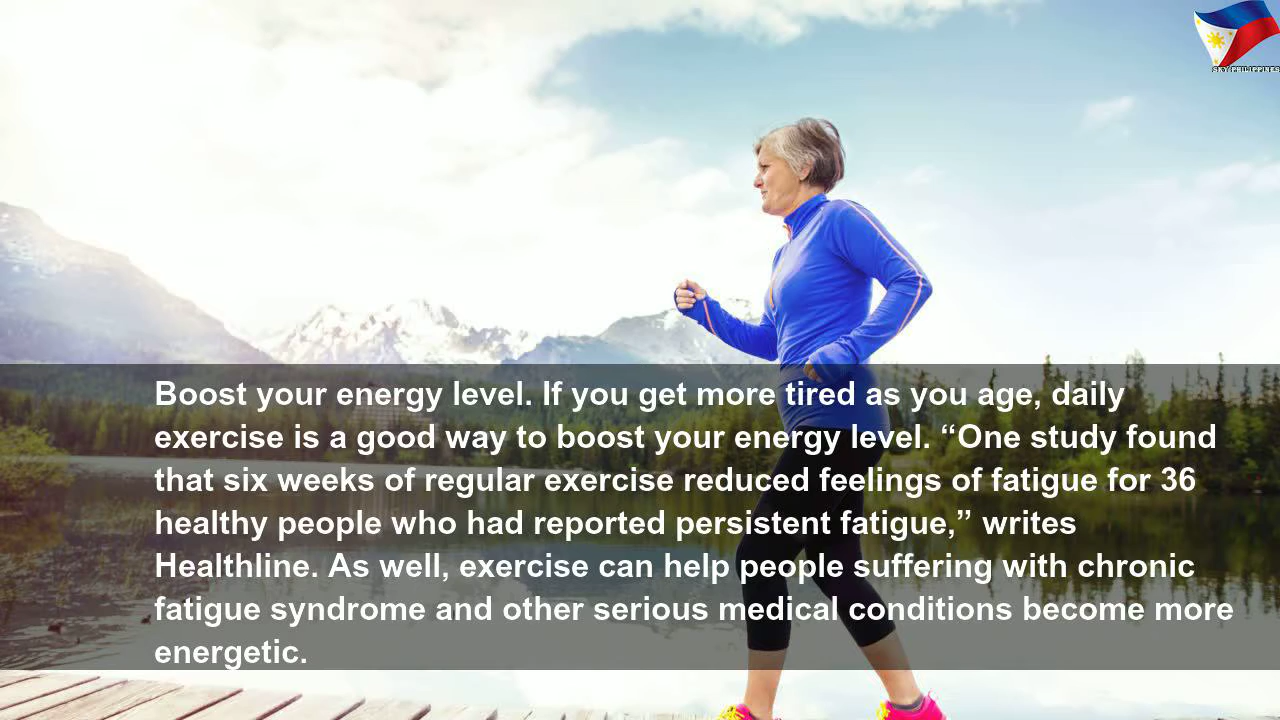 SKY PHILIPPINES
Boost your energy level. If you get more tired as you age, daily
exercise is a good way to boost your energy level. “One study found
that six weeks of regular exercise reduced feelings of fatigue for 36
healthy people who had reported persistent fatigue,” writes
Healthline. As well, exercise can help people suffering with chronic
fatigue syndrome and other serious medical conditions become more
energetic.